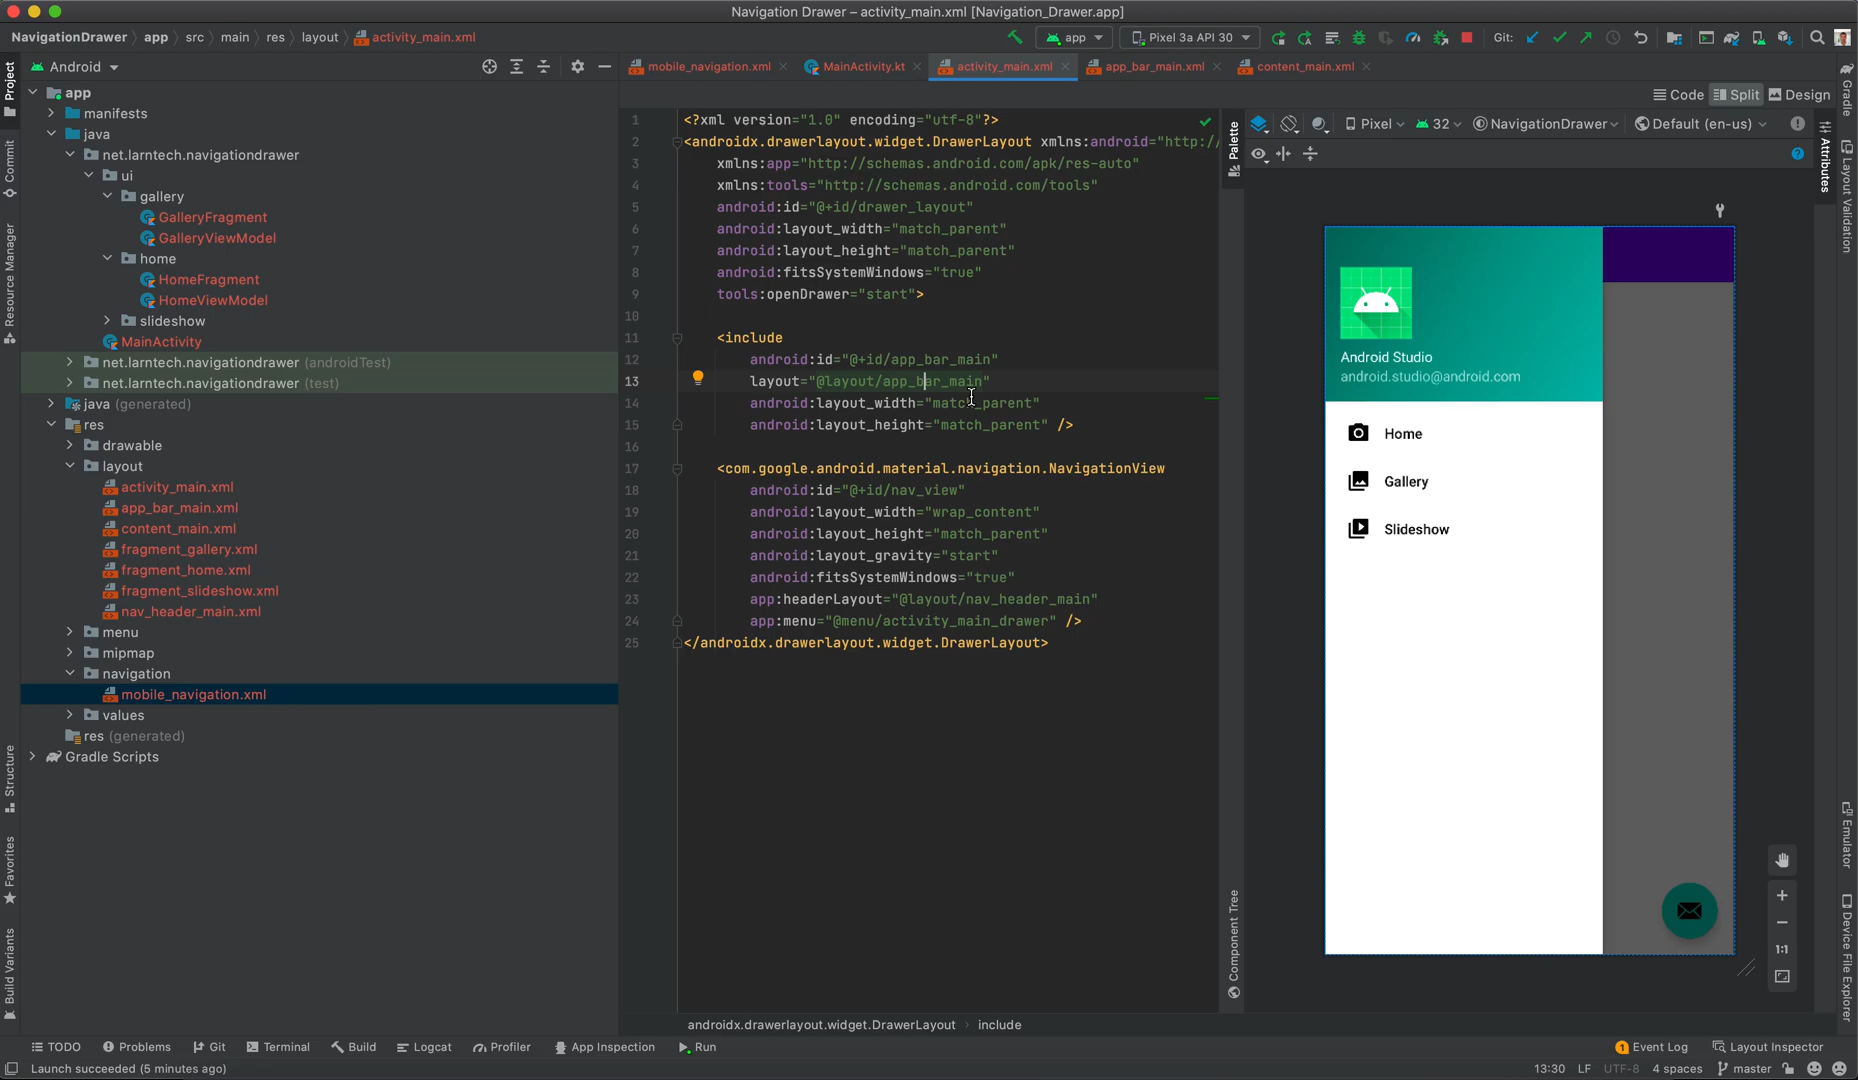 Navigation Drawer – activity_main.xml [Navigation_Drawer.app]
NavigationDrawer app src main res layout activity_main.xml
app Pixel 3a API 30 Git:
Project
Commit
Resource Manager
Structure
Favorites
Build Variants
Android
app
manifests
java
net.larntech.navigationdrawer
ui
gallery
GalleryFragment
GalleryViewModel
home
HomeFragment
HomeViewModel
slideshow
MainActivity
net.larntech.navigationdrawer (androidTest)
net.larntech.navigationdrawer (test)
java (generated)
res
drawable
layout
activity_main.xml
app_bar_main.xml
content_main.xml
fragment_gallery.xml
fragment_home.xml
fragment_slideshow.xml
nav_header_main.xml
menu
mipmap
navigation
mobile_navigation.xml
values
res (generated)
Gradle Scripts
mobile_navigation.xml MainActivity.kt activity_main.xml app_bar_main.xml content_main.xml
Code Split Design
1 <?xml version="1.0" encoding="utf-8"?>
2 <androidx.drawerlayout.widget.DrawerLayout xmlns:android="http:/
3 xmlns:app="http://schemas.android.com/apk/res-auto"
4 xmlns:tools="http://schemas.android.com/tools"
5 android:id="@+id/drawer_layout"
6 android:layout_width="match_parent"
7 android:layout_height="match_parent"
8 android:fitsSystemWindows="true"
9 tools:openDrawer="start">
10
11 <include
12 android:id="@+id/app_bar_main"
13 layout="@layout/app_bar_main"
14 android:layout_width="match_parent"
15 android:layout_height="match_parent" />
16
17 <com.google.android.material.navigation.NavigationView
18 android:id="@+id/nav_view"
19 android:layout_width="wrap_content"
20 android:layout_height="match_parent"
21 android:layout_gravity="start"
22 android:fitsSystemWindows="true"
23 app:headerLayout="@layout/nav_header_main"
24 app:menu="@menu/activity_main_drawer" />
25 </androidx.drawerlayout.widget.DrawerLayout>
androidx.drawerlayout.widget.DrawerLayout include
Palette
Component Tree
Pixel 32 NavigationDrawer Default (en-us)
Android Studio
android.studio@android.com
Home
Gallery
Slideshow
1:1
Gradle
Attributes
Layout Validation
Emulator
Device File Explorer
TODO Problems Git Terminal Build Logcat Profiler App Inspection Run 1 Event Log Layout Inspector
Launch succeeded (5 minutes ago) 13:30 LF UTF-8 4 spaces master